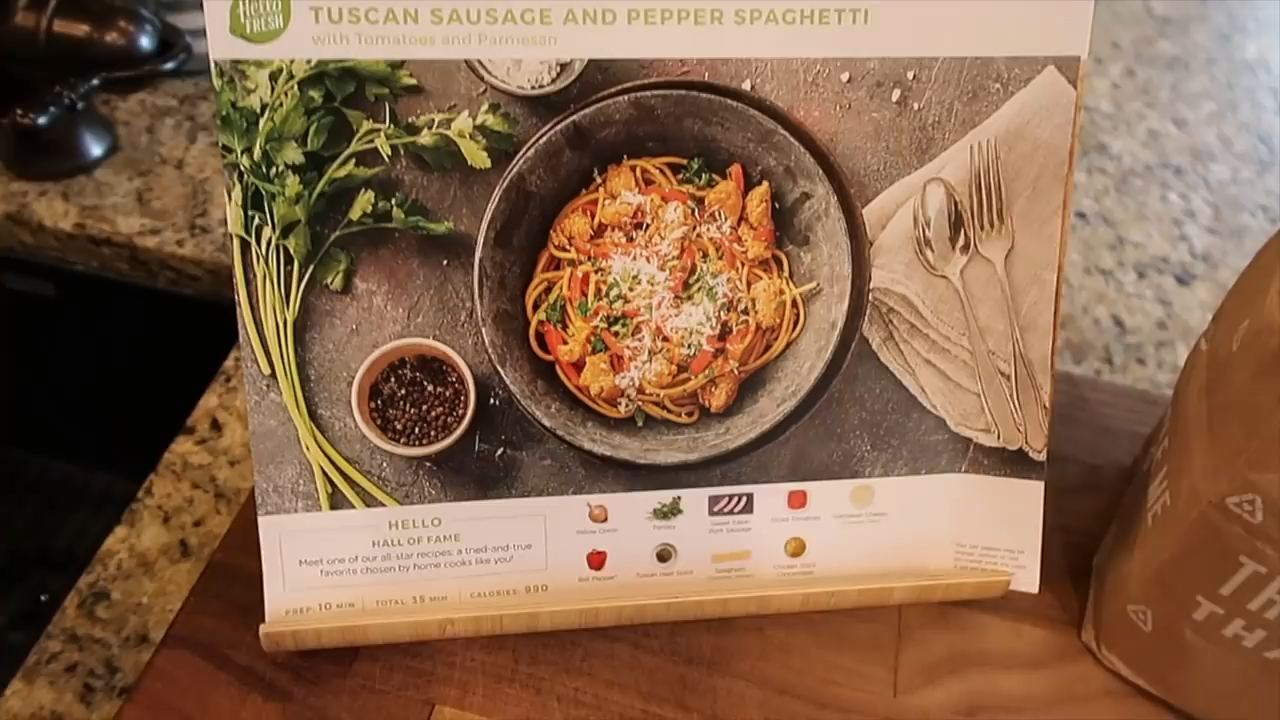 Hello
FRESH
TUSCAN SAUSAGE AND PEPPER SPAGHETTI
with Tomatoes and Parmesan
HELLO
HALL OF FAME
Meet one of our all-star recipes: a tried-and-true
favorite chosen by home cooks like you!
PREP: 10 MIN
TOTAL: 35 MIN
CALORIES: 990
Yellow Onion
Parsley
Pork Sausage
Diced Tomatoes
Parmesan Cheese
Bell Pepper*
Tuscan Heat Spice
Spaghetti
Chicken Stock
Concentrate